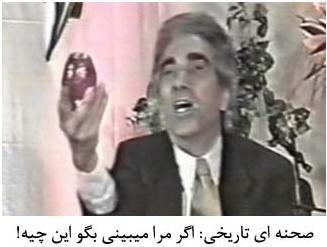 صحنه ای تاریخی: اگر مرا میبینی بگو این چیه!